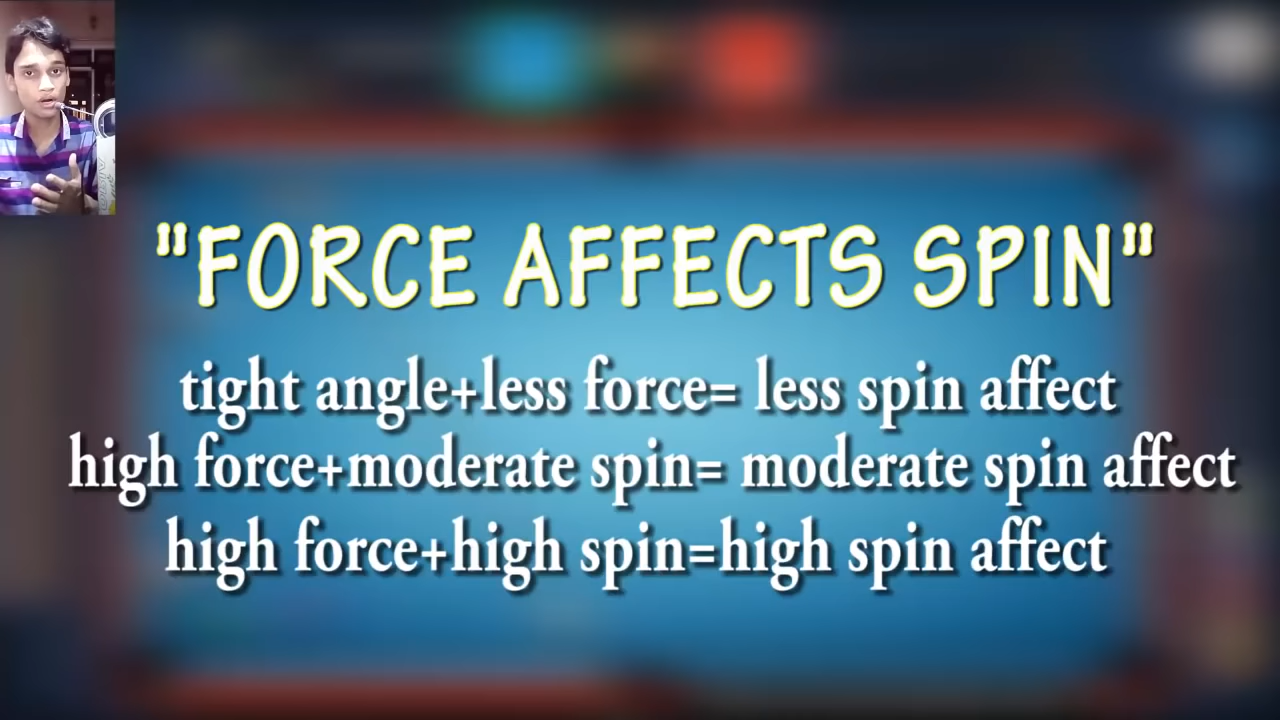 "FORCE AFFECTS SPIN"
tight angle+less force= less spin affect
high force+moderate spin= moderate spin affect
high force+high spin=high spin affect